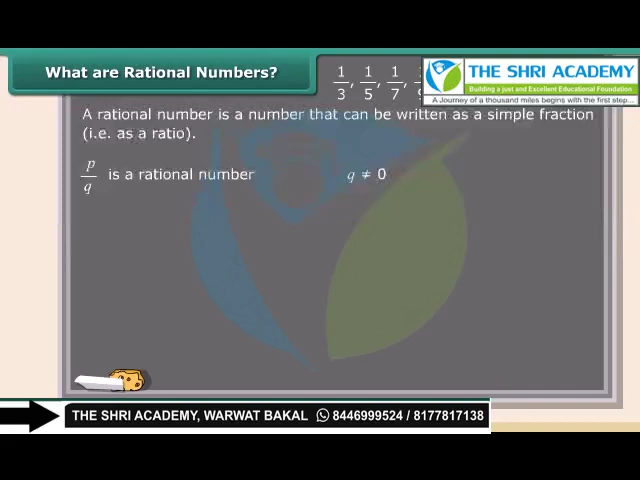 What are Rational Numbers?
1/3, 1/5, 1/7,
THE SHRI ACADEMY
Building a just and Excellent Educational Foundation
A Journey of a thousand miles begins with the first step...
A rational number is a number that can be written as a simple fraction
(i.e. as a ratio).
p/q is a rational number q ≠ 0
THE SHRI ACADEMY, WARWAT BAKAL 8446999524 / 8177817138